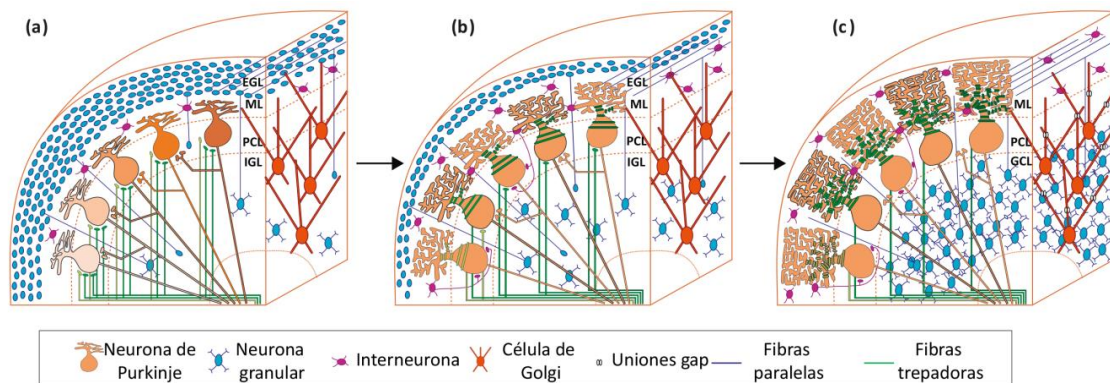 (a)
EGL
ML
PCL
IGL
(b)
EGL
ML
PCL
IGL
(c)
ML
PCL
GCL
Neurona de
Purkinje
Neurona
granular
Interneurona
Célula de
Golgi
Uniones gap
Fibras
paralelas
Fibras
trepadoras